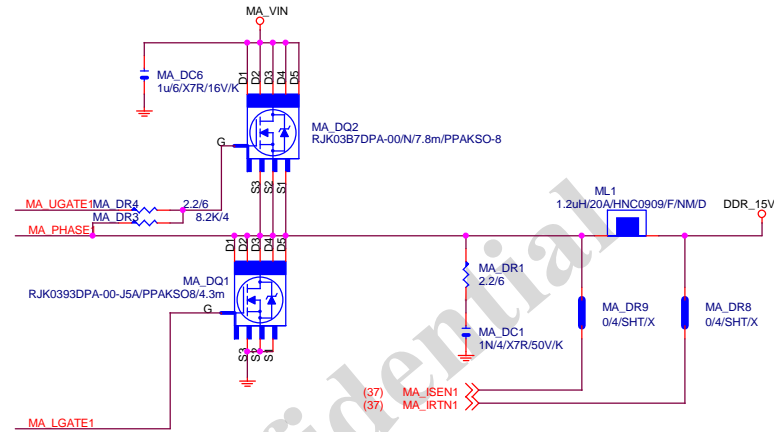 MA_VIN
MA_DC6
1u/6/X7R/16V/K
D1
D2
D3
D4
D5
MA_DQ2
RJK03B7DPA-00/N/7.8m/PPAKSO-8
G
S3
S2
S1
ML1
1.2uH/20A/HNC0909/F/NM/D
DDR_15V
MA_UGATE1
MA_DR4
2.2/6
MA_DR3
8.2K/4
MA_PHASE1
D1
D2
D3
D4
D5
MA_DQ1
RJK0393DPA-00-J5A/PPAKSO8/4.3m
G
S3
S2
S1
MA_DR1
2.2/6
MA_DC1
1N/4/X7R/50V/K
MA_DR9
0/4/SHT/X
MA_DR8
0/4/SHT/X
(37) MA_ISEN1
(37) MA_IRTN1
MA_LGATE1
fidential